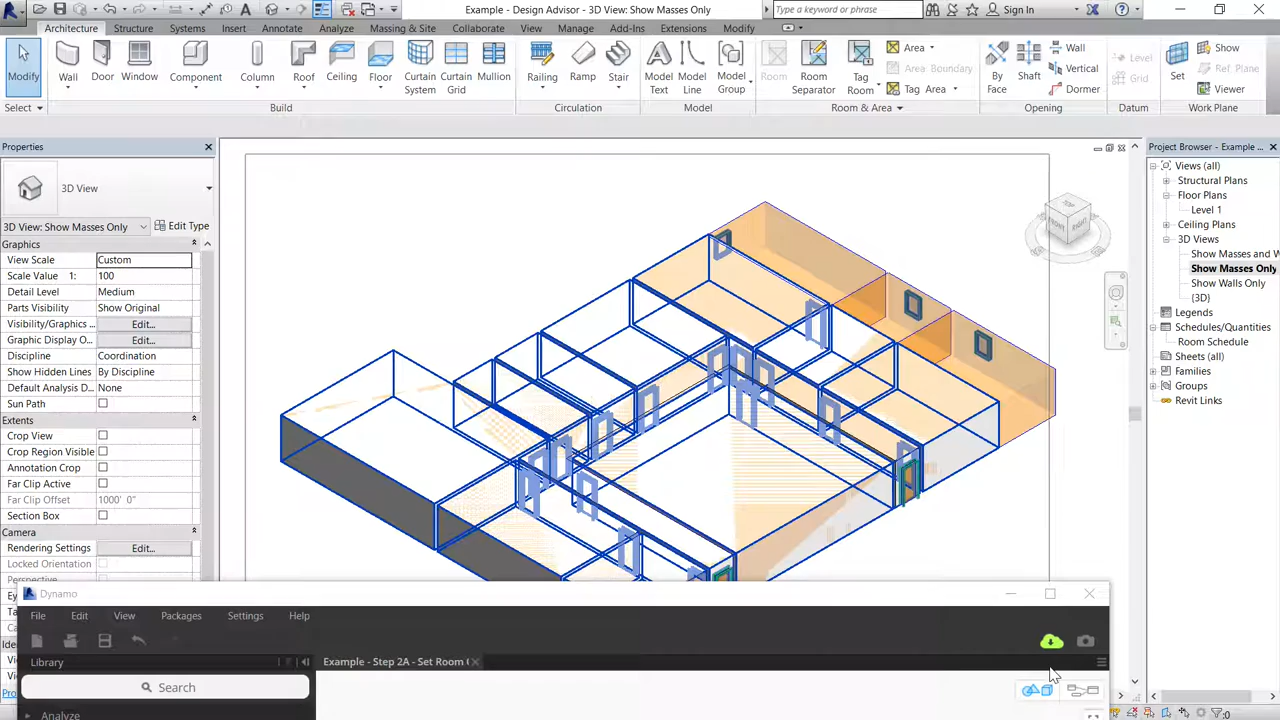 Example - Design Advisor - 3D View: Show Masses Only
Type a keyword or phrase
Sign In
Architecture Structure Systems Insert Annotate Analyze Massing & Site Collaborate View Manage Add-Ins Extensions Modify
Modify Wall Door Window Component Column Roof Ceiling Floor Curtain System Curtain Grid Mullion Railing Ramp Stair Model Text Model Line Model Group Room Room Separator Tag Room
Area
Area Boundary
Tag Area
By Face
Shaft
Wall
Vertical
Dormer
Level
Grid
Set
Show
Ref Plane
Viewer
Select Build Circulation Model Room & Area Opening Datum Work Plane
Properties
3D View
3D View: Show Masses Only Edit Type
Graphics
View Scale Custom
Scale Value 1: 100
Detail Level Medium
Parts Visibility Show Original
Visibility/Graphics ... Edit...
Graphic Display O... Edit...
Discipline Coordination
Show Hidden Lines By Discipline
Default Analysis D... None
Sun Path
Extents
Crop View
Crop Region Visible
Annotation Crop
Far Clip Active
Far Clip Offset 1000' 0"
Section Box
Camera
Rendering Settings Edit...
Locked Orientation
TOP
FRONT
RIGHT
Project Browser - Example ...
Views (all)
Structural Plans
Floor Plans
Level 1
Ceiling Plans
3D Views
Show Masses and W
Show Masses Only
Show Walls Only
{3D}
Legends
Schedules/Quantities
Room Schedule
Sheets (all)
Families
Groups
Revit Links
:0
Dynamo
File Edit View Packages Settings Help
Library
Example - Step 2A - Set Room
Search
Analyze